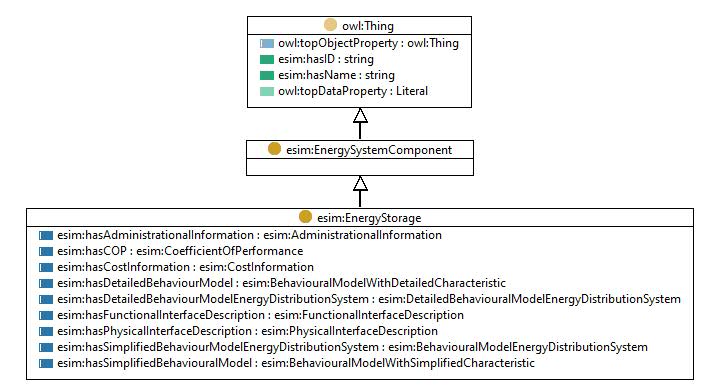 owl:Thing
owl:topObjectProperty : owl:Thing
esim:hasID : string
esim:hasName : string
owl:topDataProperty : Literal
esim:EnergySystemComponent
esim:EnergyStorage
esim:hasAdministrationalInformation : esim:AdministrationalInformation
esim:hasCOP : esim:CoefficientOfPerformance
esim:hasCostInformation : esim:CostInformation
esim:hasDetailedBehaviourModel : esim:BehaviouralModelWithDetailedCharacteristic
esim:hasDetailedBehaviourModelEnergyDistributionSystem : esim:DetailedBehaviouralModelEnergyDistributionSystem
esim:hasFunctionalInterfaceDescription : esim:FunctionalInterfaceDescription
esim:hasPhysicalInterfaceDescription : esim:PhysicalInterfaceDescription
esim:hasSimplifiedBehaviourModelEnergyDistributionSystem : esim:BehaviouralModelEnergyDistributionSystem
esim:hasSimplifiedBehaviouralModel : esim:BehaviouralModelWithSimplifiedCharacteristic